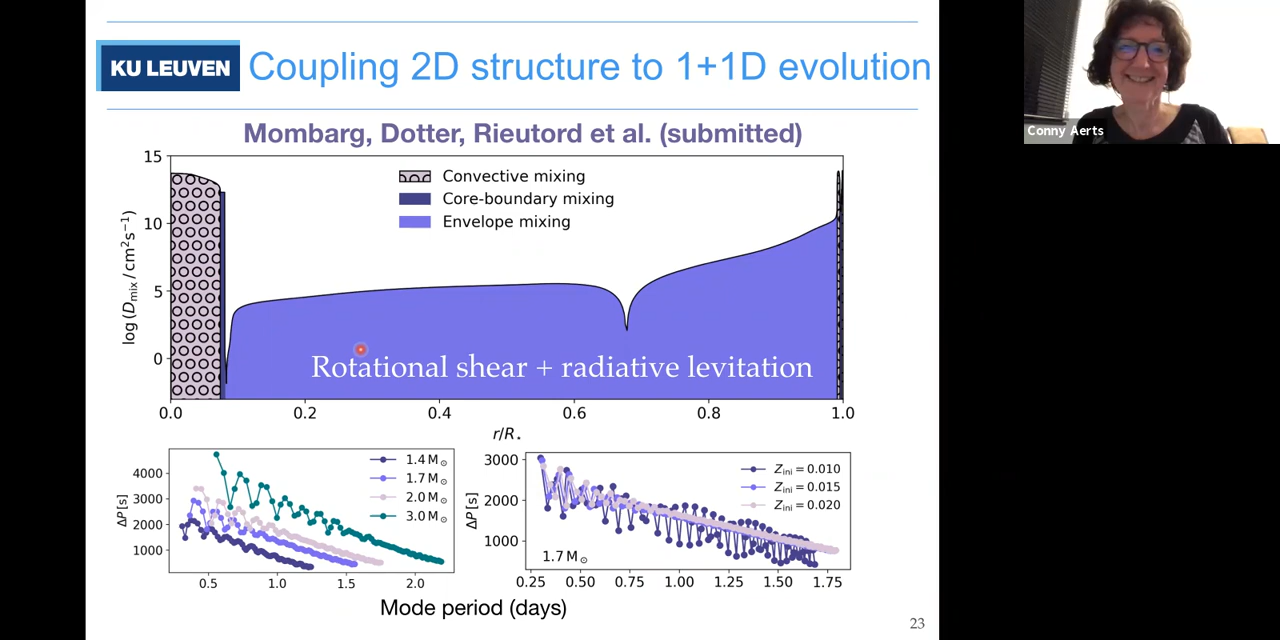 KU LEUVEN
Coupling 2D structure to 1+1D evolution
Conny Aerts
Mombarg, Dotter, Rieutord et al. (submitted)
15
10
5
0
log (D_mix / cm²s⁻¹)
Convective mixing
Core-boundary mixing
Envelope mixing
Rotational shear + radiative levitation
0.0 0.2 0.4 0.6 0.8 1.0
r/R⋆
4000
3000
2000
1000
ΔP [s]
1.4 M☉
1.7 M☉
2.0 M☉
3.0 M☉
0.5 1.0 1.5 2.0
3000
2000
1000
ΔP [s]
Z_ini = 0.010
Z_ini = 0.015
Z_ini = 0.020
1.7 M☉
0.25 0.50 0.75 1.00 1.25 1.50 1.75
Mode period (days)
23